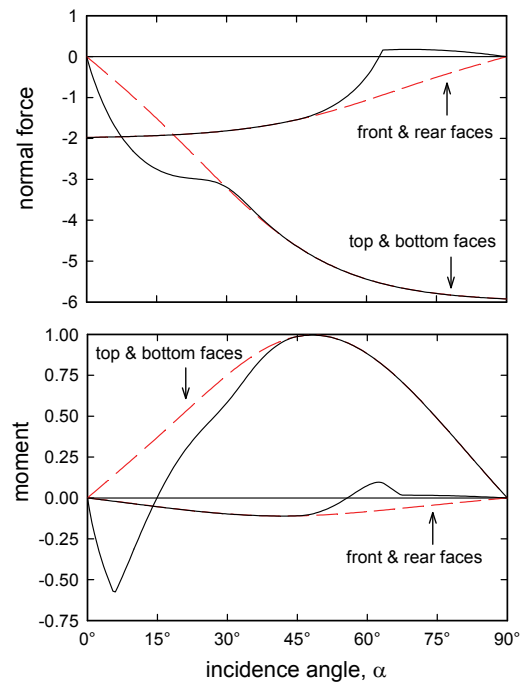 1
0
-1
-2
-3
-4
-5
-6
normal force
front & rear faces
top & bottom faces
1.00
0.75
0.50
0.25
0.00
-0.25
-0.50
-0.75
moment
top & bottom faces
front & rear faces
0° 15° 30° 45° 60° 75° 90°
incidence angle, α